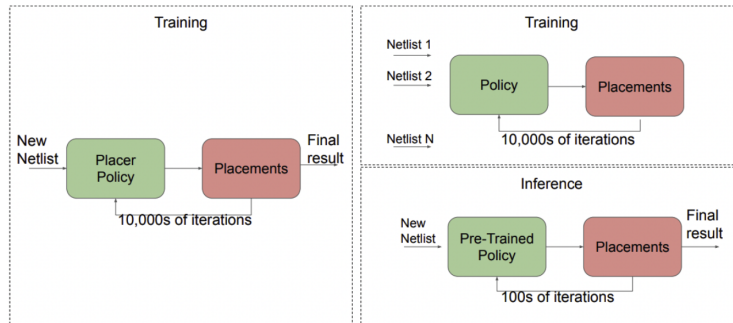 Training
New
Netlist
Placer
Policy
Placements
Final
result
10,000s of iterations
Training
Netlist 1
Netlist 2
Netlist N
Policy
Placements
10,000s of iterations
Inference
New
Netlist
Pre-Trained
Policy
Placements
Final
result
100s of iterations